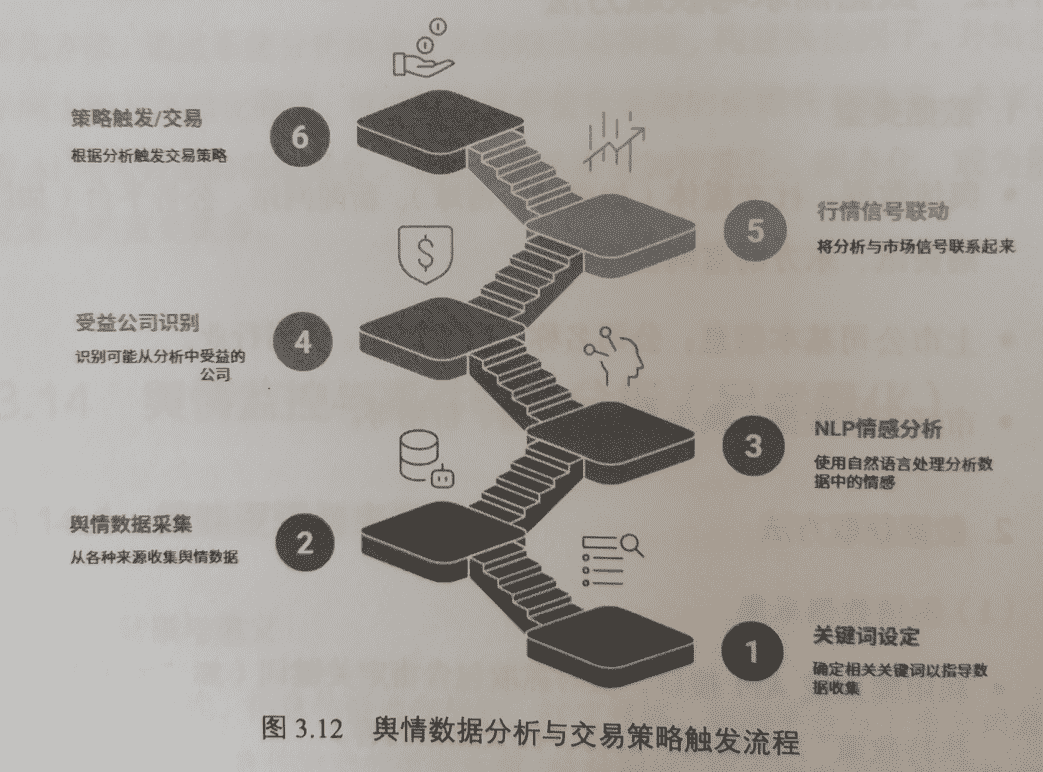 策略触发/交易
6
根据分析触发交易策略
行情信号联动
5
将分析与市场信号联系起来
$
受益公司识别
4
识别可能从分析中受益的
公司
NLP情感分析
3
使用自然语言处理分析数
据中的情感
舆情数据采集
2
从各种来源收集舆情数据
关键词设定
1
确定相关关键词以指导数
据收集
图 3.12 舆情数据分析与交易策略触发流程